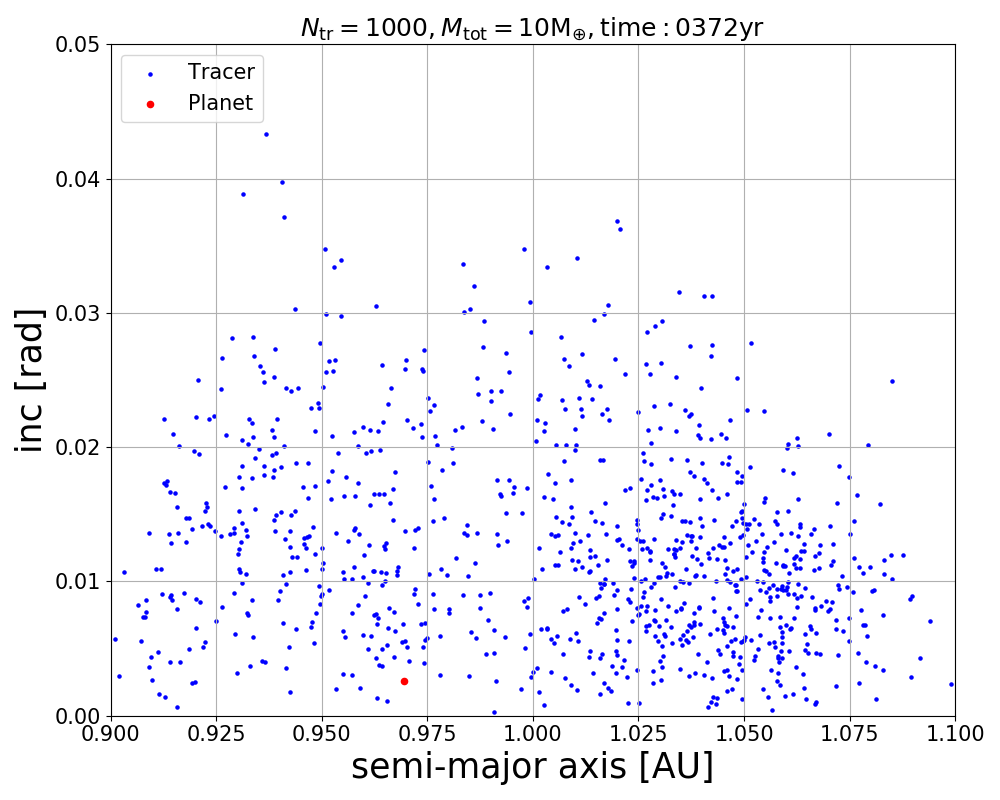 N_tr = 1000, M_tot = 10M_⊕, time : 0372yr
0.05
Tracer
Planet
0.04
0.03
0.02
0.01
0.00
inc [rad]
0.900 0.925 0.950 0.975 1.000 1.025 1.050 1.075 1.100
semi-major axis [AU]